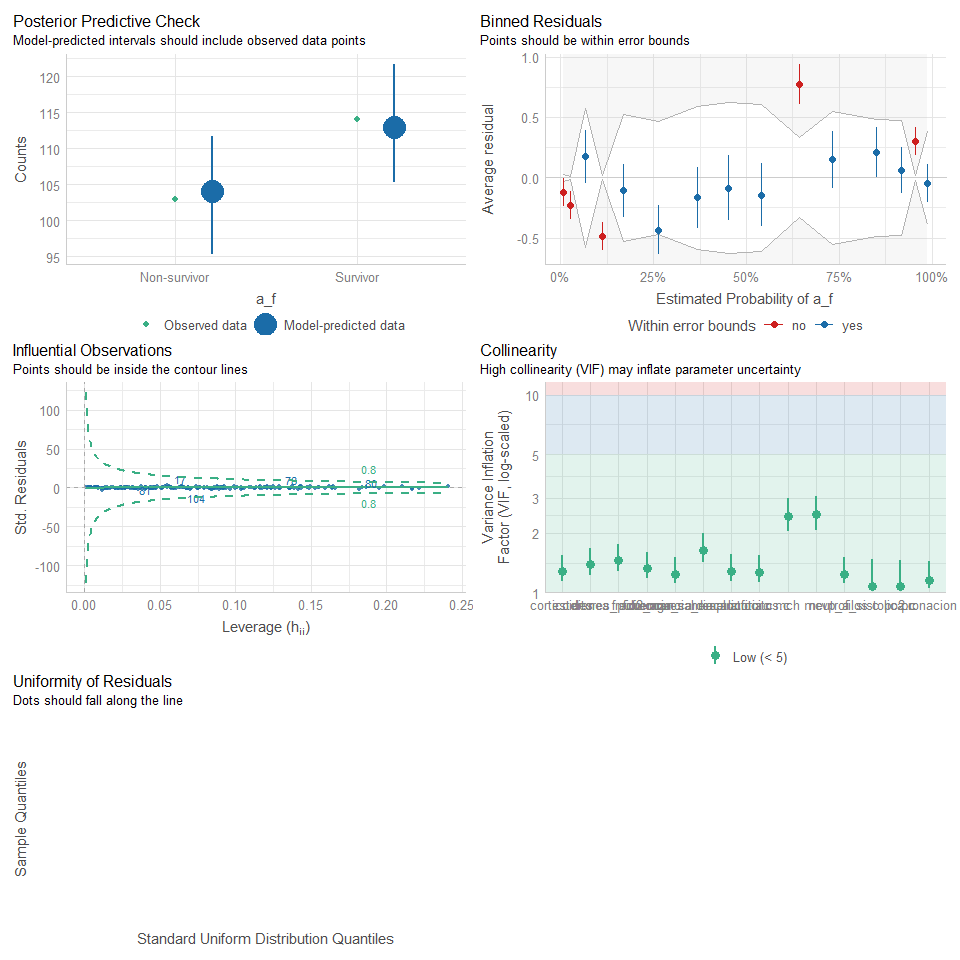 Posterior Predictive Check
Model-predicted intervals should include observed data points
120
115
110
105
100
95
Counts
Non-survivor
Survivor
a_f
Observed data
Model-predicted data
Binned Residuals
Points should be within error bounds
1.0
0.5
0.0
-0.5
Average residual
0%
25%
50%
75%
100%
Estimated Probability of a_f
Within error bounds
no
yes
Influential Observations
Points should be inside the contour lines
100
50
0
-50
-100
Std. Residuals
0.8
17
79
80
81
104
0.8
0.00
0.05
0.10
0.15
0.20
0.25
Leverage (hii)
Collinearity
High collinearity (VIF) may inflate parameter uncertainty
10
5
3
2
1
Variance Inflation
Factor (VIF, log-scaled)
Low (< 5)
Uniformity of Residuals
Dots should fall along the line
Sample Quantiles
Standard Uniform Distribution Quantiles